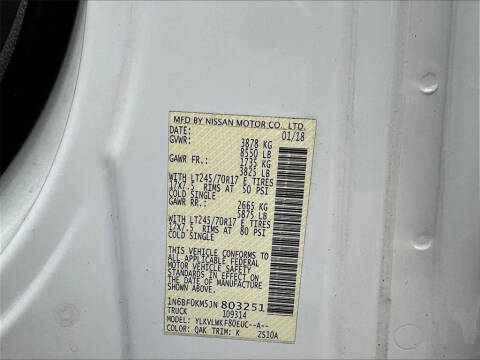 MFD BY NISSAN MOTOR CO., LTD.
DATE: 01/18
GVWR: 3878 KG
8550 LB
GAWR FR.: 1735 KG
3825 LB
WITH LT245/70R17 E TIRES
17X7.5 RIMS AT 50 PSI
COLD SINGLE
GAWR RR.: 2665 KG
5875 LB
WITH LT245/70R17 E TIRES
17X7.5 RIMS AT 80 PSI
COLD SINGLE
THIS VEHICLE CONFORMS
TO ALL APPLICABLE FEDERAL
MOTOR VEHICLE SAFETY
STANDARDS IN EFFECT
ON THE DATE OF
MANUFACTURE SHOWN
ABOVE.
1N6BF0KM5JN803251
TRUCK 109314
MODEL: YLKVLWKF80EUC--A--
COLOR: QAK TRIM: K 2S10A